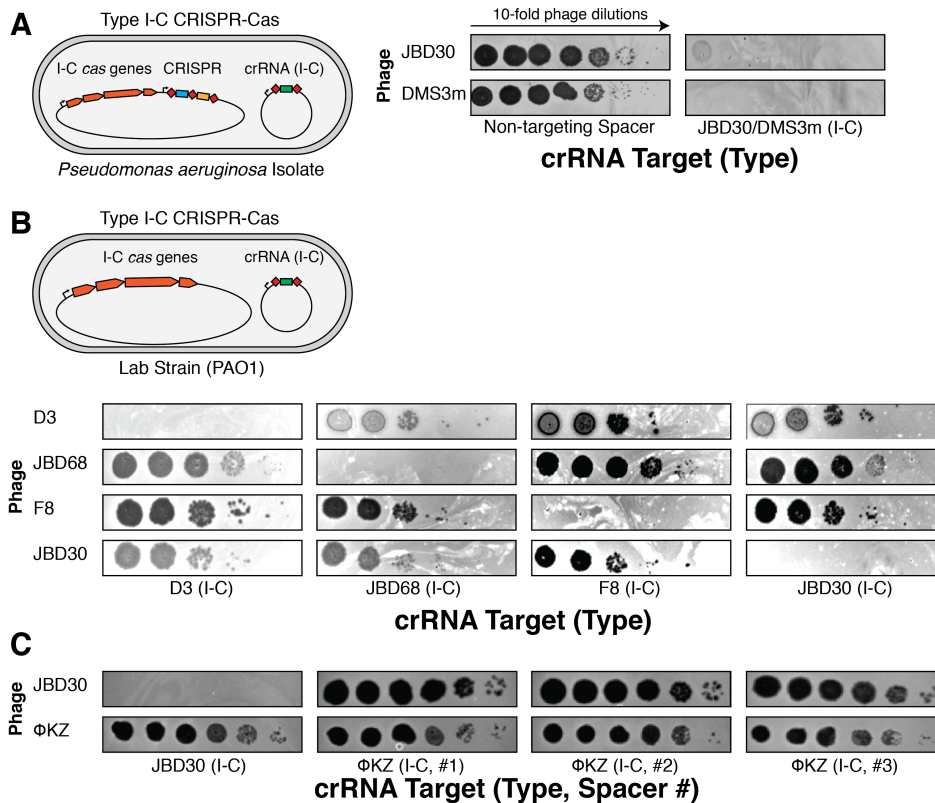 A
Type I-C CRISPR-Cas
I-C cas genes CRISPR crRNA (I-C)
Pseudomonas aeruginosa Isolate
10-fold phage dilutions
Phage
JBD30
DMS3m
Non-targeting Spacer
JBD30/DMS3m (I-C)
crRNA Target (Type)
B
Type I-C CRISPR-Cas
I-C cas genes crRNA (I-C)
Lab Strain (PAO1)
Phage
D3
JBD68
F8
JBD30
D3 (I-C)
JBD68 (I-C)
F8 (I-C)
JBD30 (I-C)
crRNA Target (Type)
C
Phage
JBD30
ΦKZ
JBD30 (I-C)
ΦKZ (I-C, #1)
ΦKZ (I-C, #2)
ΦKZ (I-C, #3)
crRNA Target (Type, Spacer #)